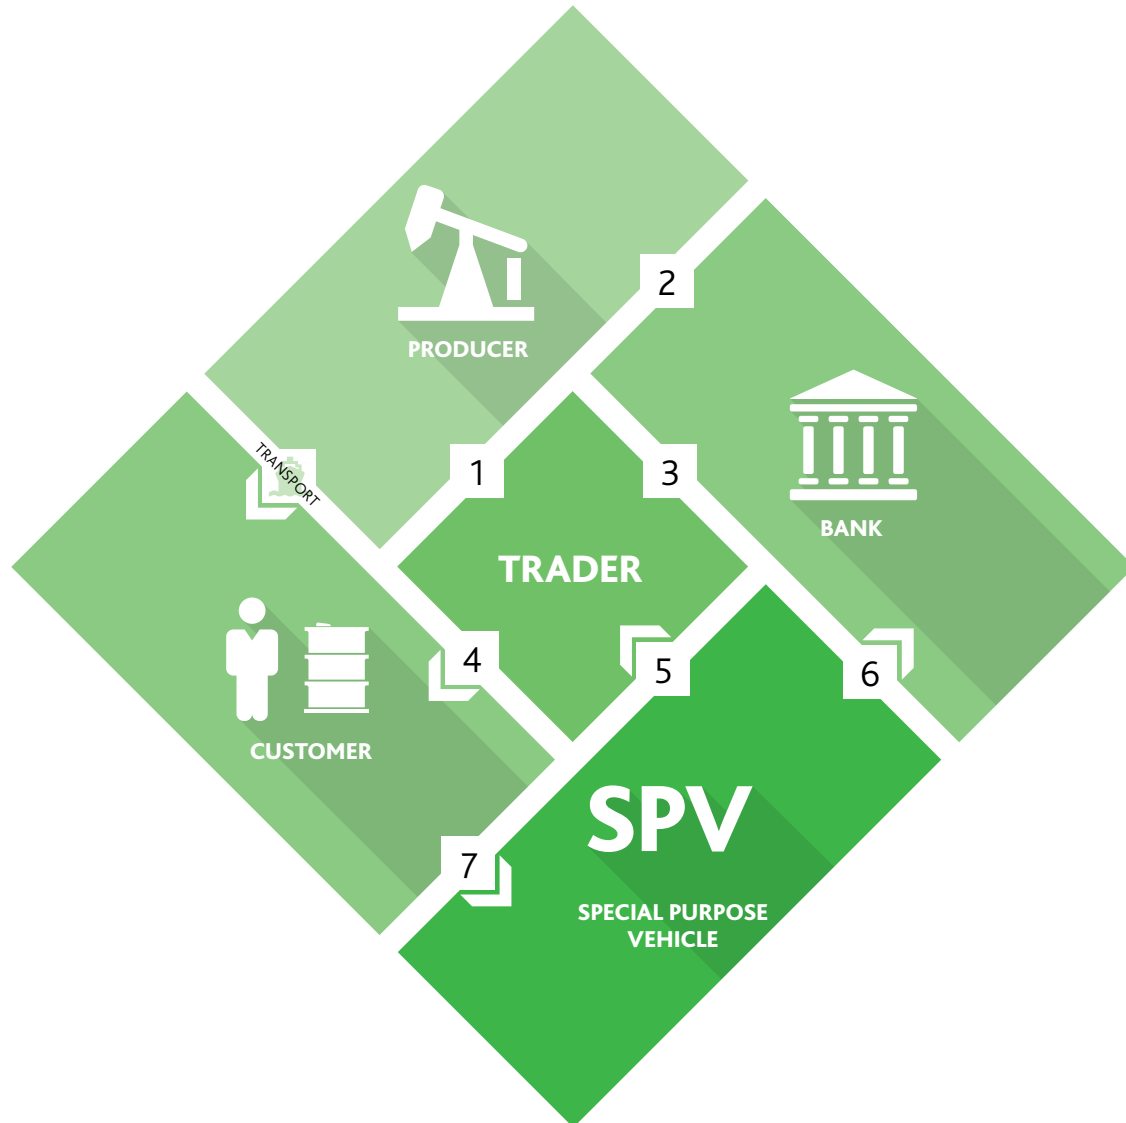 2
PRODUCER
TRANSPORT
1
3
BANK
TRADER
4
5
6
CUSTOMER
SPV
7
SPECIAL PURPOSE
VEHICLE